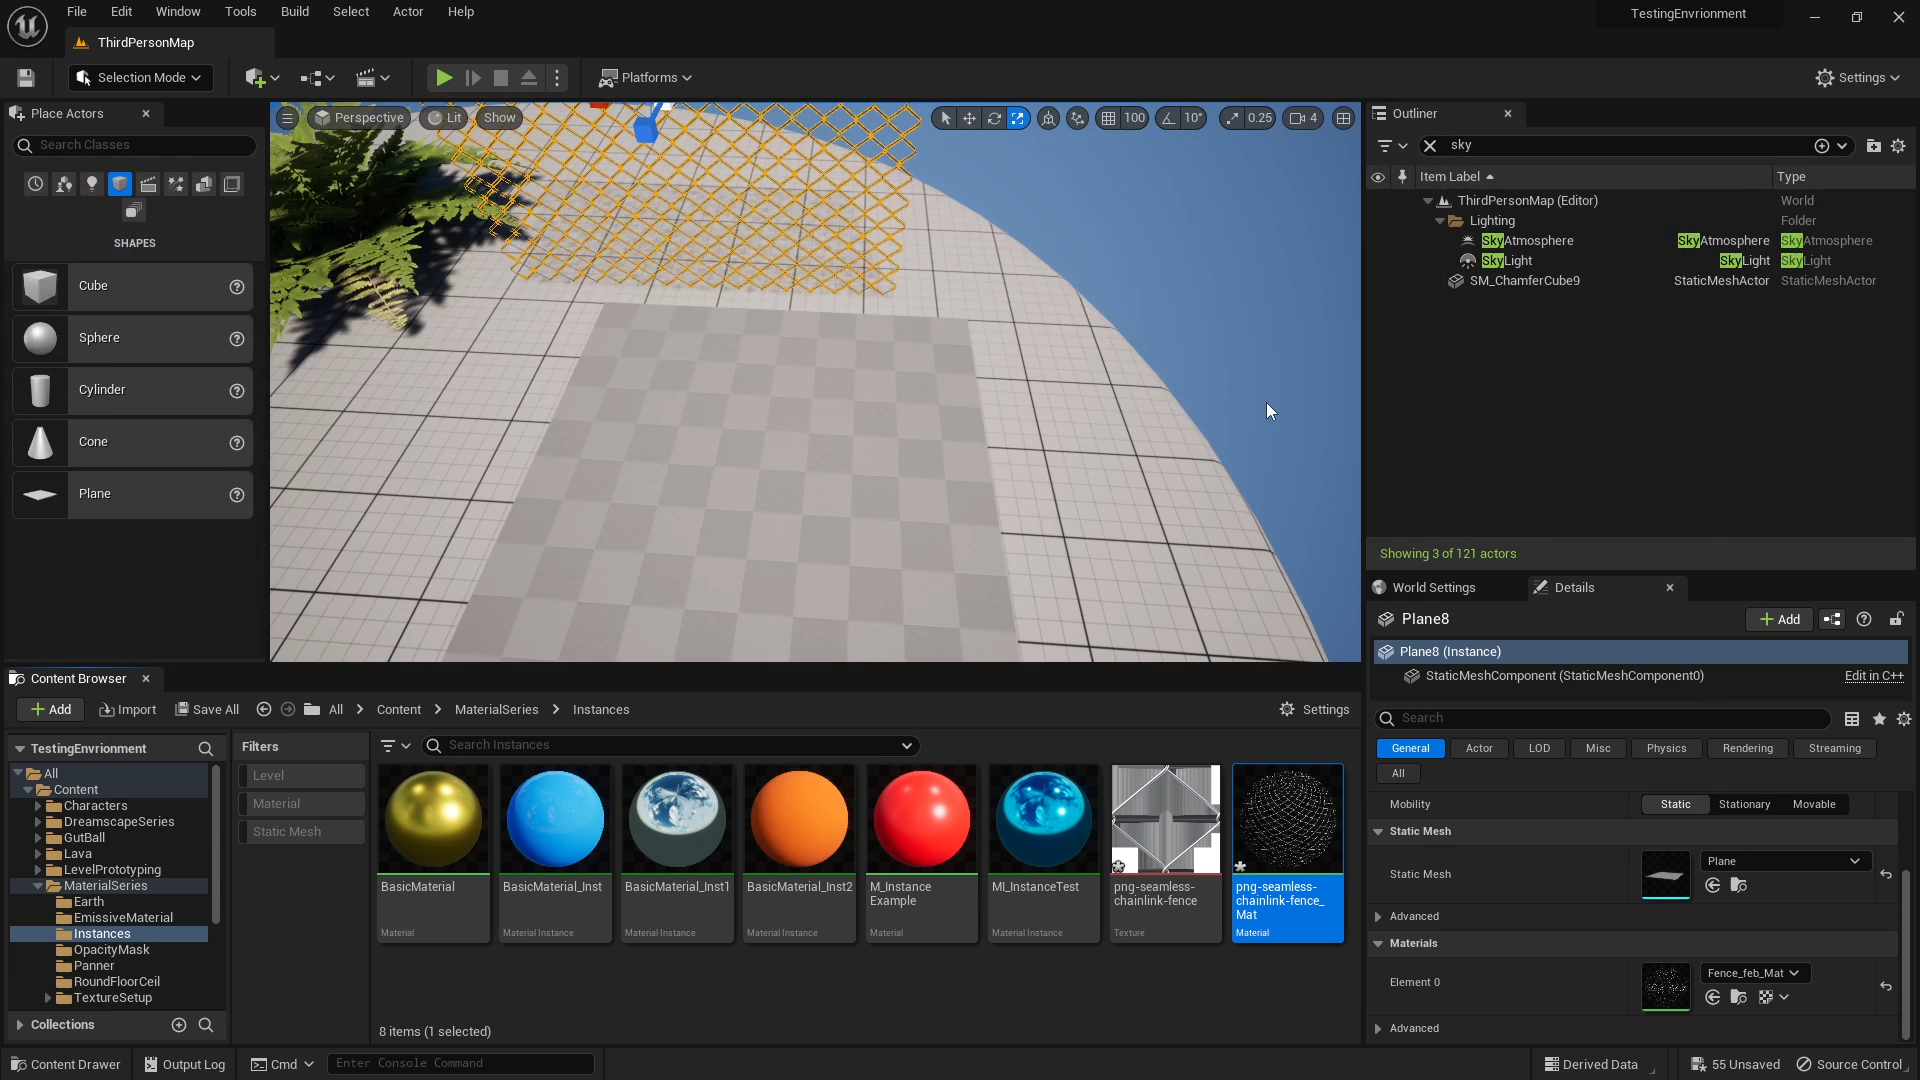 File Edit Window Tools Build Select Actor Help
TestingEnvrionment
ThirdPersonMap
Selection Mode
Platforms
Settings
Place Actors
Search Classes
SHAPES
Cube
Sphere
Cylinder
Cone
Plane
Perspective Lit Show
100 10° 0.25 4
Outliner
sky
Item Label Type
ThirdPersonMap (Editor) World
Lighting Folder
SkyAtmosphere SkyAtmosphere SkyAtmosphere
SkyLight SkyLight SkyLight
SM_ChamferCube9 StaticMeshActor StaticMeshActor
Showing 3 of 121 actors
World Settings Details
Plane8
Add
Plane8 (Instance)
StaticMeshComponent (StaticMeshComponent0) Edit in C++
Search
General Actor LOD Misc Physics Rendering Streaming
All
Mobility Static Stationary Movable
Static Mesh
Static Mesh Plane
Advanced
Materials
Element 0 Fence_feb_Mat
Advanced
Content Browser
Add Import Save All All Content MaterialSeries Instances Settings
TestingEnvrionment
All
Content
Characters
DreamscapeSeries
GutBall
Lava
LevelPrototyping
MaterialSeries
Earth
EmissiveMaterial
Instances
OpacityMask
Panner
RoundFloorCeil
TextureSetup
Collections
Filters
Level
Material
Static Mesh
Search Instances
BasicMaterial
Material
BasicMaterial_Inst
Material Instance
BasicMaterial_Inst1
Material Instance
BasicMaterial_Inst2
Material Instance
M_Instance
Example
Material
MI_InstanceTest
Material Instance
png-seamless-
chainlink-fence
Texture
png-seamless-
chainlink-fence_
Mat
Material
8 items (1 selected)
Content Drawer Output Log Cmd Enter Console Command
Derived Data 55 Unsaved Source Control